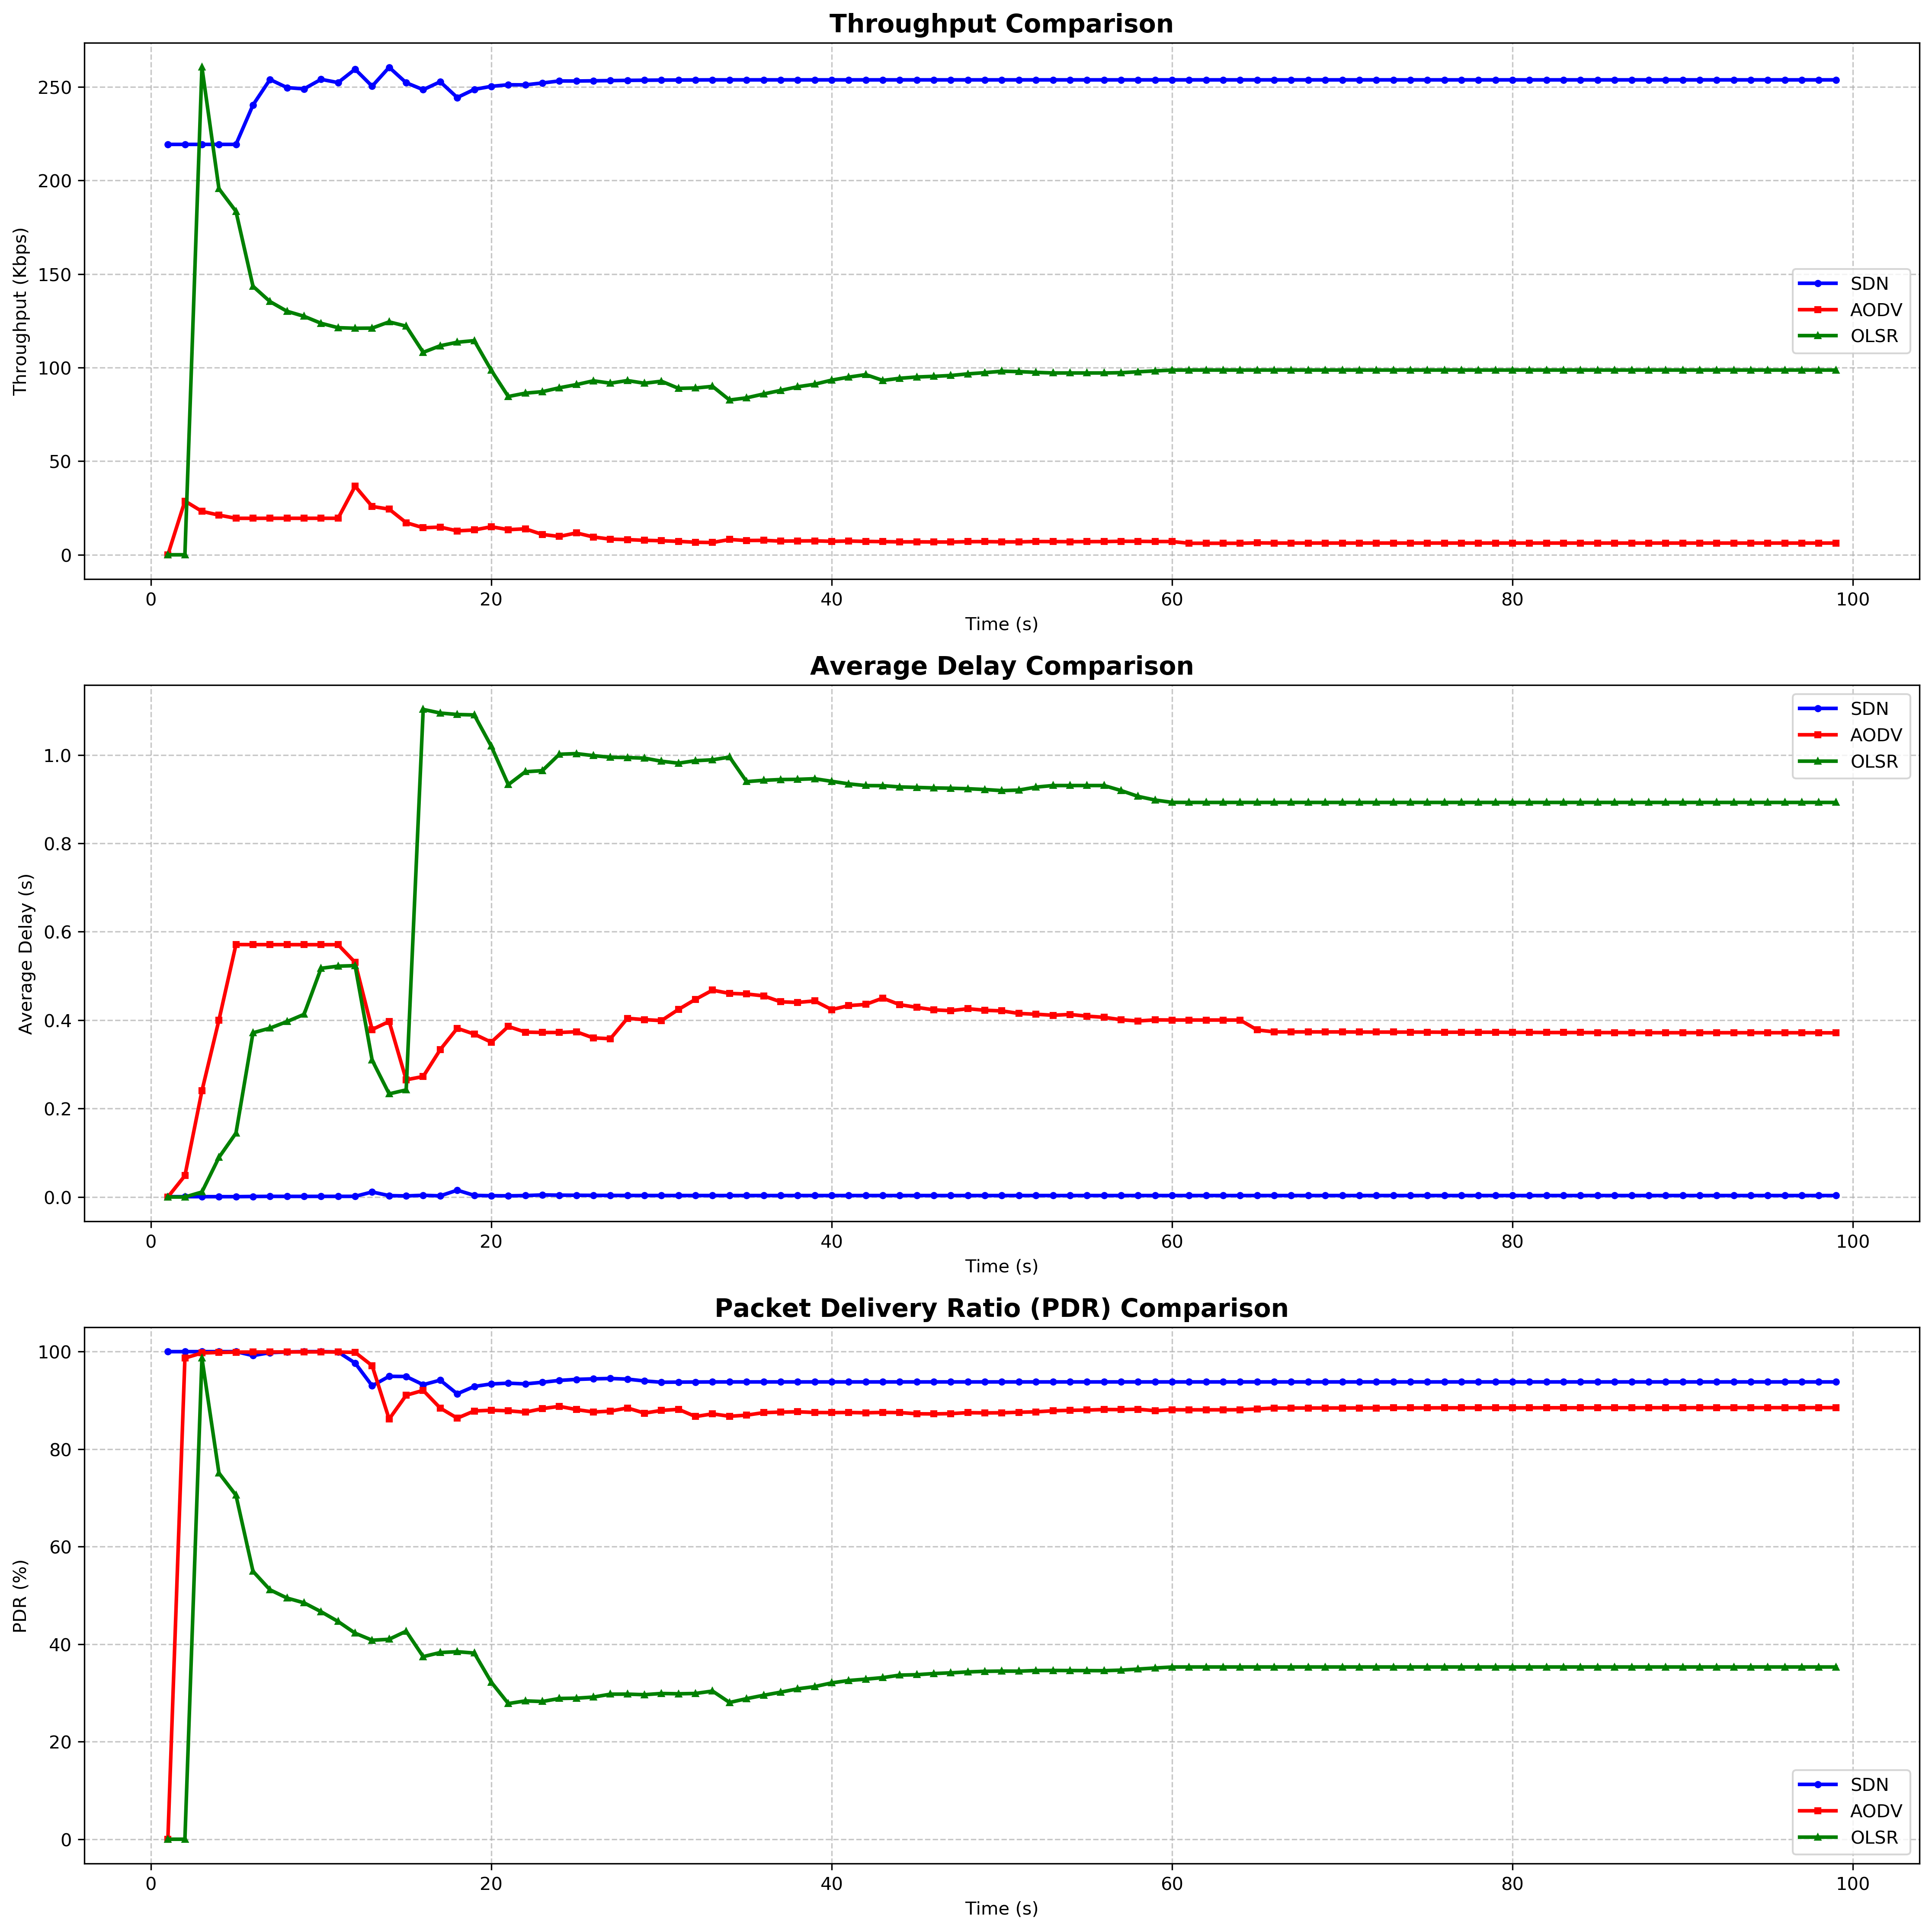 Throughput Comparison
Throughput (Kbps)
250
200
150
100
50
0
SDN
AODV
OLSR
0 20 40 60 80 100
Time (s)
Average Delay Comparison
Average Delay (s)
1.0
0.8
0.6
0.4
0.2
0.0
SDN
AODV
OLSR
0 20 40 60 80 100
Time (s)
Packet Delivery Ratio (PDR) Comparison
PDR (%)
100
80
60
40
20
0
SDN
AODV
OLSR
0 20 40 60 80 100
Time (s)